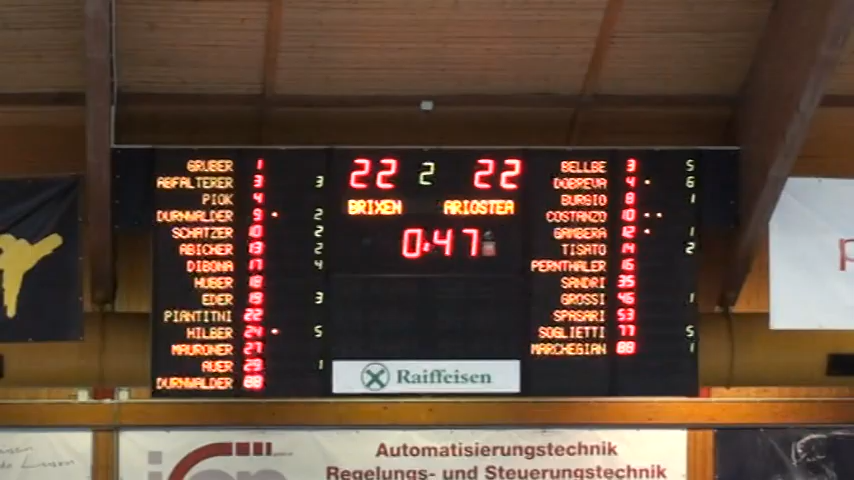 22 2 22
BRIXEN ARIOSTEA
0:47
GRUBER 1
ABFALTERER 3 3
PIOK 4
DURNWALDER 9 2
SCHATZER 10 2
ABICHER 13 2
DIBONA 17 4
HUBER 18
EDER 19 3
PIANTITNI 22
HILBER 24 5
MAURONER 27
AUER 29 1
DURNWALDER 88
BELLBE 3 5
DOBREVA 4 6
BURGIO 8 1
COSTANZO 10
GAMBERA 12 1
TISATO 14 2
PERNTHALER 16
SANDRI 35
GROSSI 46 1
SPASARI 53
SOGLIETTI 77 5
MARCHEGIAN 88 1
Raiffeisen
Automatisierungstechnik
Regelungs- und Steuerungstechnik